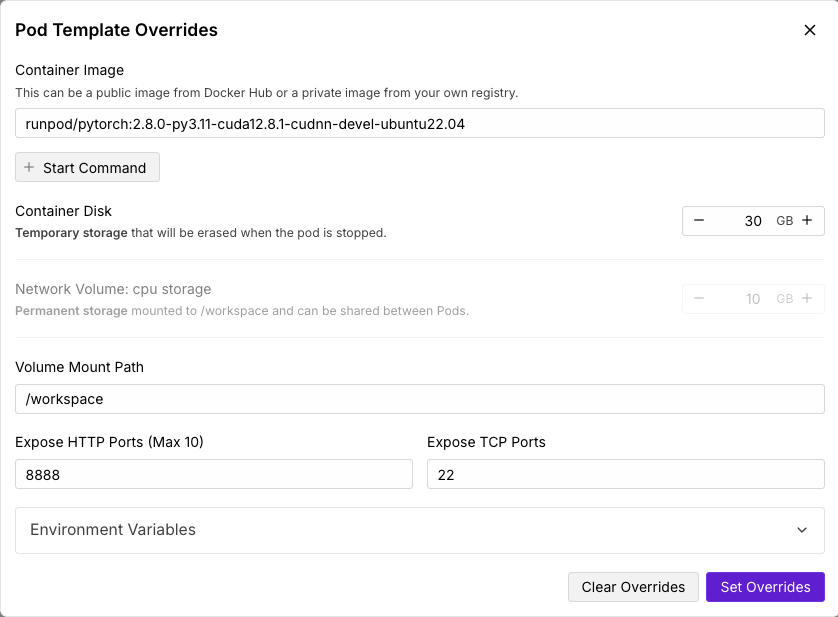 Pod Template Overrides
Container Image
This can be a public image from Docker Hub or a private image from your own registry.
runpod/pytorch:2.8.0-py3.11-cuda12.8.1-cudnn-devel-ubuntu22.04
+ Start Command
Container Disk
Temporary storage that will be erased when the pod is stopped.
30 GB
Network Volume: cpu storage
Permanent storage mounted to /workspace and can be shared between Pods.
10 GB
Volume Mount Path
/workspace
Expose HTTP Ports (Max 10)
8888
Expose TCP Ports
22
Environment Variables
Clear Overrides
Set Overrides